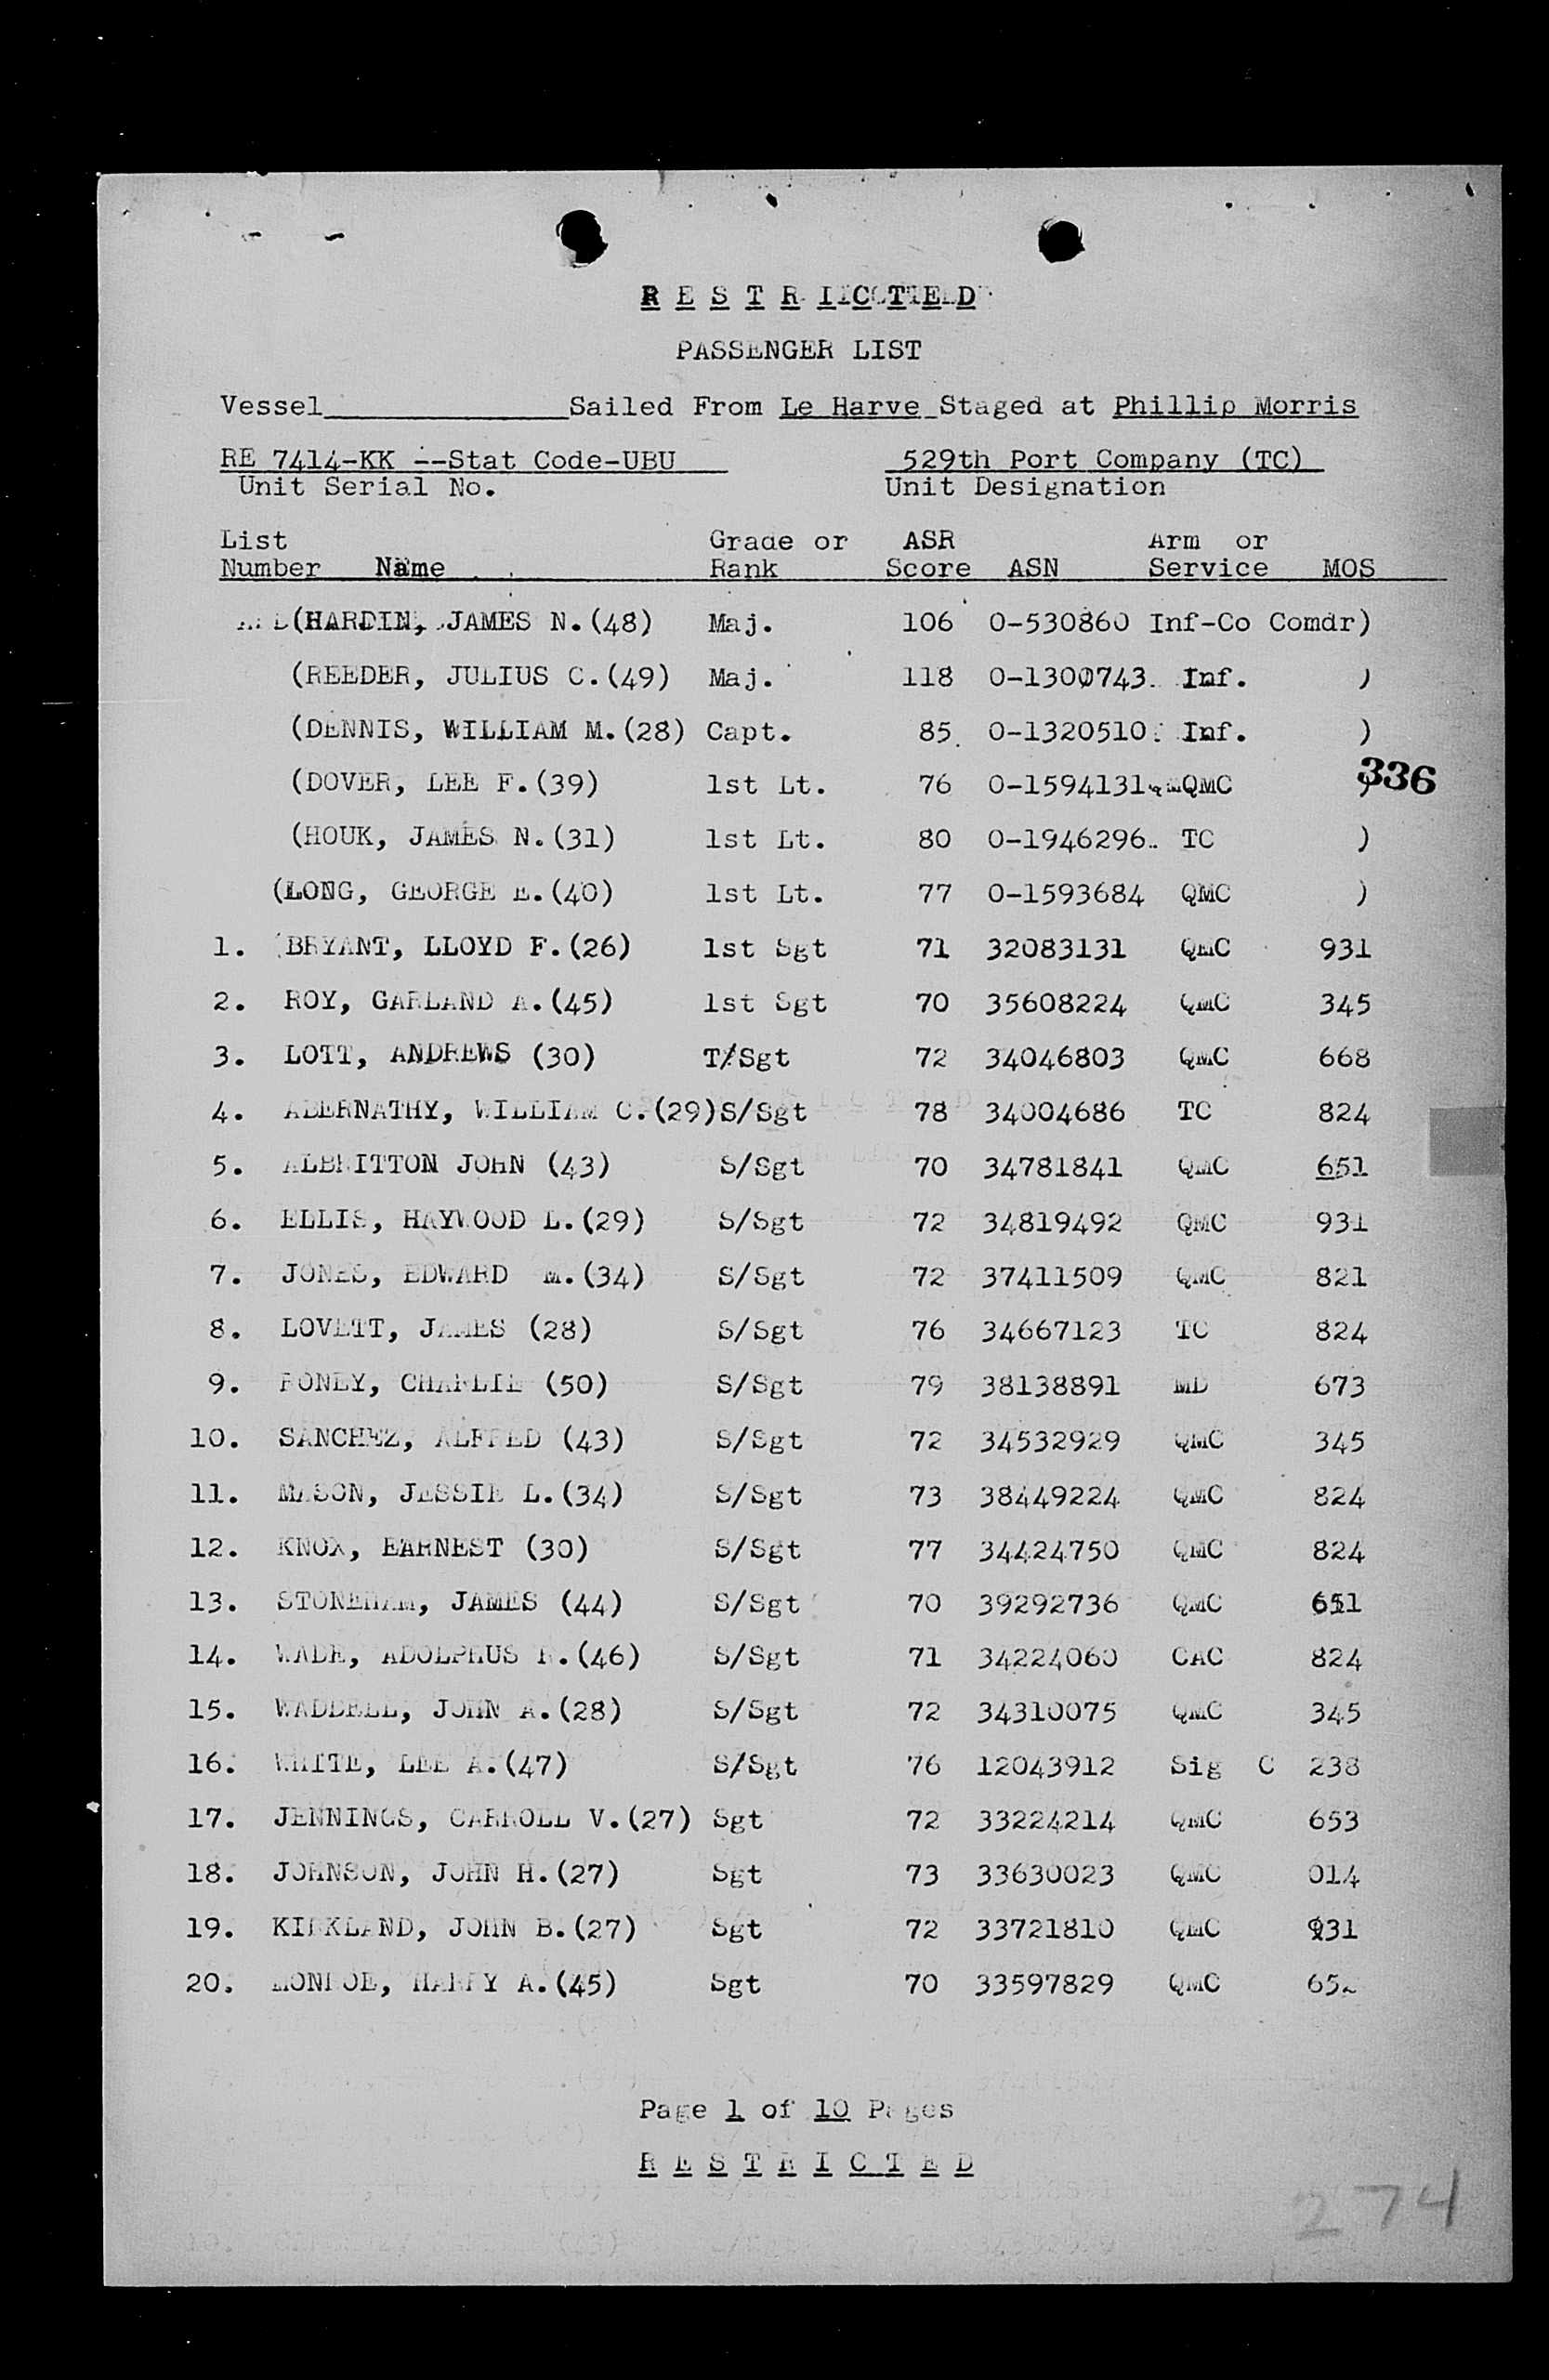 R E S T R I C T E D
PASSENGER LIST
Vessel______________Sailed From Le Harve Staged at Phillip Morris
RE 7414-KK --Stat Code-UBU 529th Port Company (TC)
Unit Serial No. Unit Designation
List Grade or ASR Arm or
Number Name Rank Score ASN Service MOS
(HARDIN, JAMES N.(48) Maj. 106 O-530860 Inf-Co Comdr)
(REEDER, JULIUS C.(49) Maj. 118 O-1300743 Inf. )
(DENNIS, WILLIAM M.(28) Capt. 85 O-1320510 Inf. )
(DOVER, LEE F.(39) 1st Lt. 76 O-1594131 QMC )
336
(HOUK, JAMES N.(31) 1st Lt. 80 O-1946296 TC )
(LONG, GEORGE E.(40) 1st Lt. 77 O-1593684 QMC )
1. BRYANT, LLOYD F.(26) 1st Sgt 71 32083131 QMC 931
2. ROY, GARLAND A.(45) 1st Sgt 70 35608224 QMC 345
3. LOTT, ANDREWS (30) T/Sgt 72 34046803 QMC 668
4. ABERNATHY, WILLIAM C.(29)S/Sgt 78 34004686 TC 824
5. ALBRITTON JOHN (43) S/Sgt 70 34781841 QMC 651
6. ELLIS, HAYWOOD L.(29) S/Sgt 72 34819492 QMC 931
7. JONES, EDWARD M.(34) S/Sgt 72 37411509 QMC 821
8. LOVETT, JAMES (28) S/Sgt 76 34667123 TC 824
9. CHARLIE (50) S/Sgt 79 38138891 MD 673
10. SANCHEZ, ALFRED (43) S/Sgt 72 34532929 QMC 345
11. MASON, JESSIE L.(34) S/Sgt 73 38449224 QMC 824
12. KNOX, EARNEST (30) S/Sgt 77 34424750 QMC 824
13. STONEHAM, JAMES (44) S/Sgt 70 39292736 QMC 651
14. WADE, ADOLPHUS (46) S/Sgt 71 34224060 CAC 824
15. WADDELL, JOHN A.(28) S/Sgt 72 34310075 QMC 345
16. WHITE, LEE A.(47) S/Sgt 76 12043912 Sig C 238
17. JENNINGS, CARROLL V.(27) Sgt 72 33224214 QMC 653
18. JOHNSON, JOHN H.(27) Sgt 73 33630023 QMC 014
19. KIRKLAND, JOHN B.(27) Sgt 72 33721810 QMC 931
20. MONROE, HARRY A.(45) Sgt 70 33597829 QMC 652
Page 1 of 10 Pages
R E S T R I C T E D
274